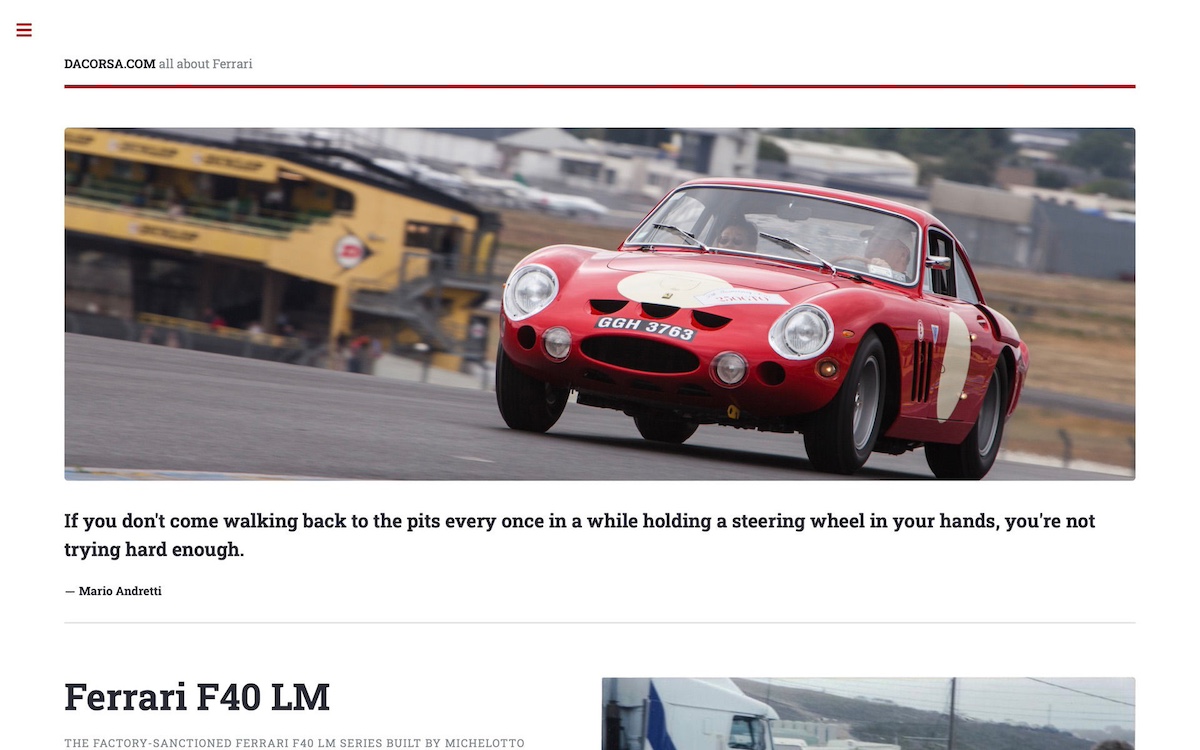 DACORSA.COM all about Ferrari
DUNLOP
GGH 3763
If you don't come walking back to the pits every once in a while holding a steering wheel in your hands, you're not
trying hard enough.
— Mario Andretti
Ferrari F40 LM
THE FACTORY-SANCTIONED FERRARI F40 LM SERIES BUILT BY MICHELOTTO